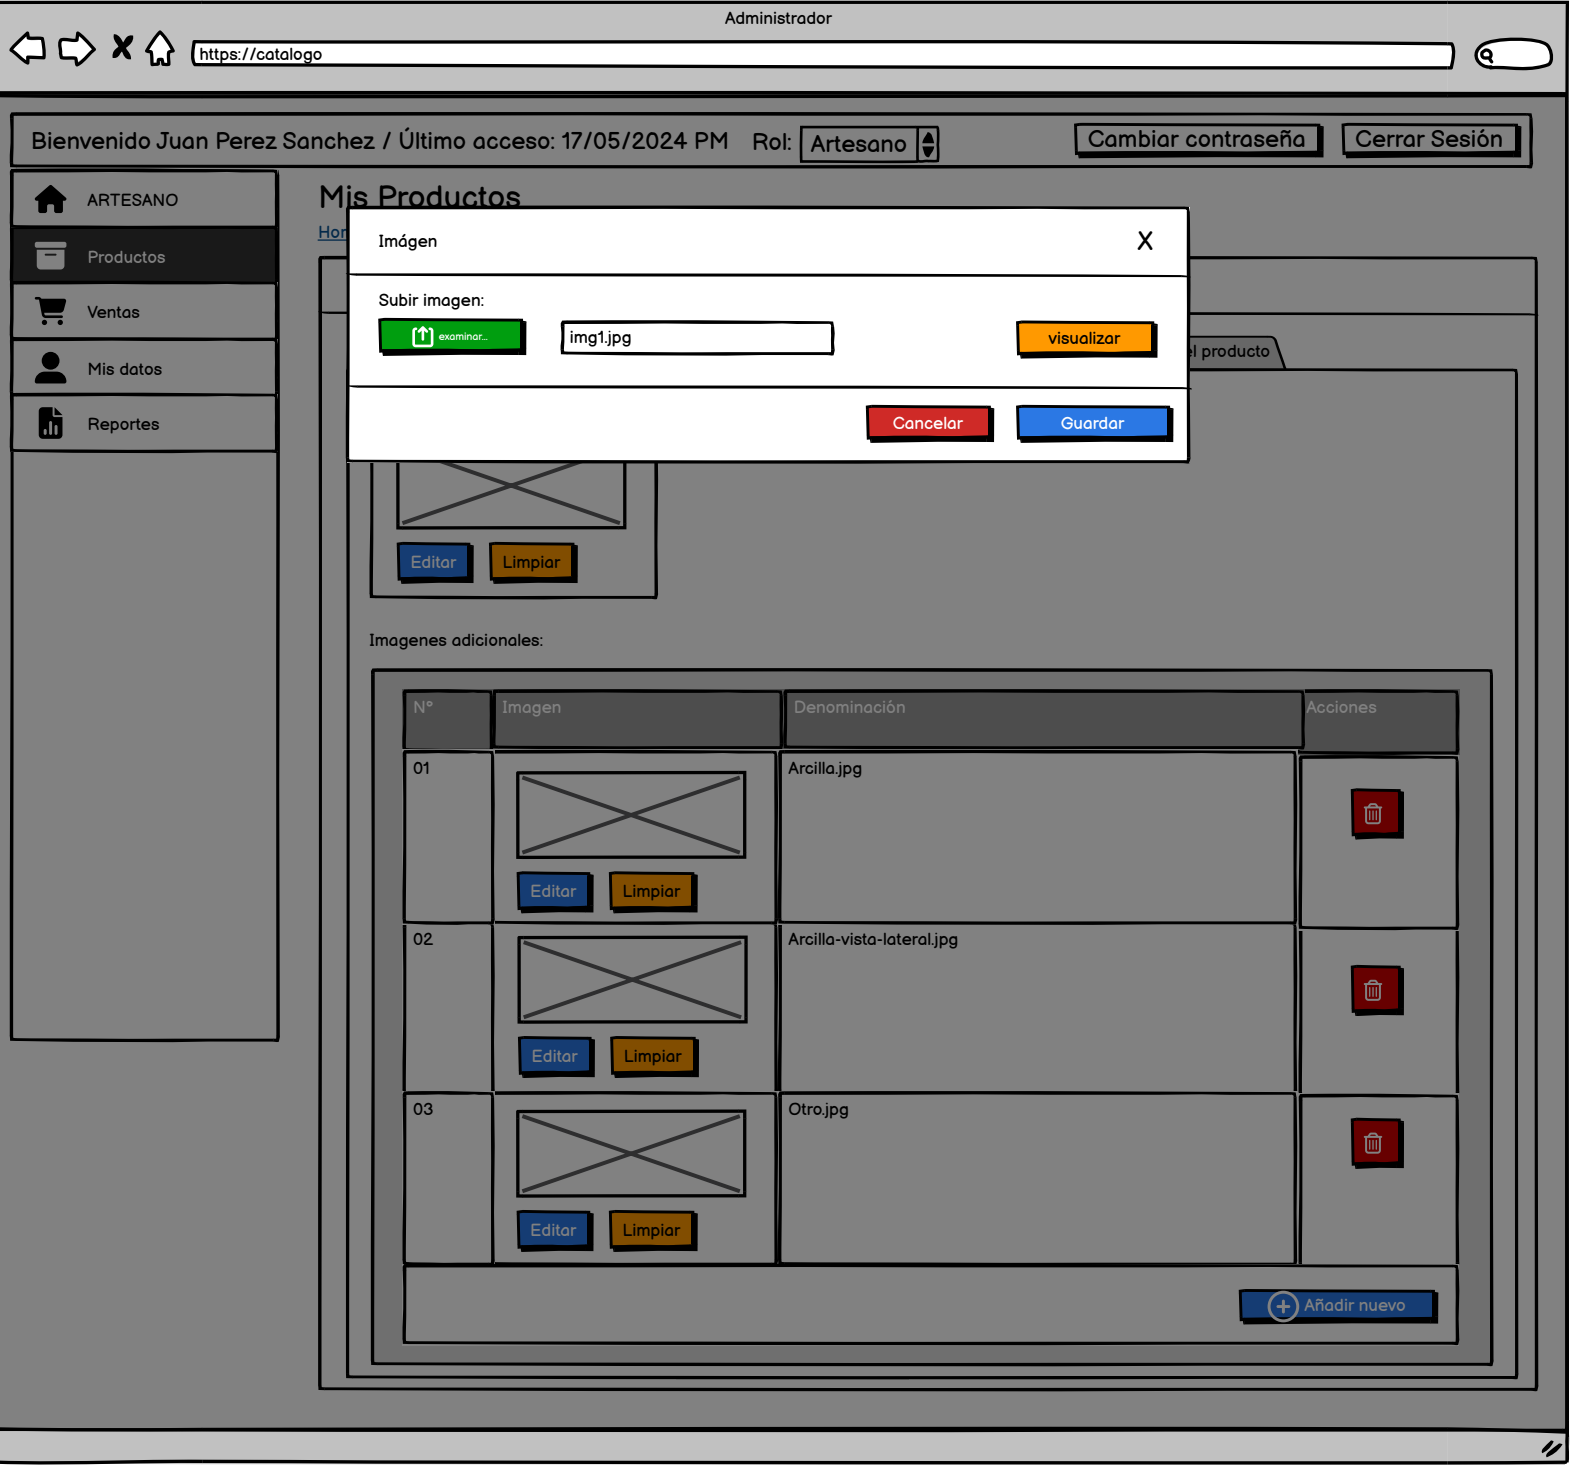 Administrador
https://catalogo
Bienvenido Juan Perez Sanchez / Último acceso: 17/05/2024 PM
Rol:
Artesano
Cambiar contraseña
Cerrar Sesión
ARTESANO
Productos
Ventas
Mis datos
Reportes
Mis Productos
Imágen
X
Subir imagen:
examinar...
img1.jpg
visualizar
Cancelar
Guardar
producto
Editar
Limpiar
Imagenes adicionales:
N° Imagen Denominación Acciones
01
Arcilla.jpg
Editar
Limpiar
02
Arcilla-vista-lateral.jpg
Editar
Limpiar
03
Otro.jpg
Editar
Limpiar
Añadir nuevo